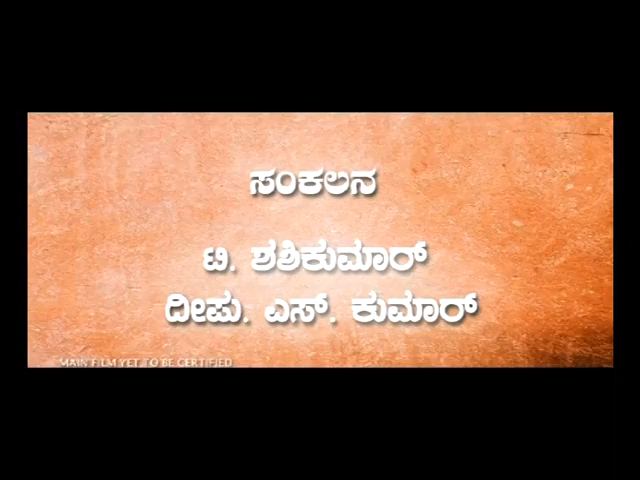 ಸಂಕಲನ
ಟಿ. ಶಶಿಕುಮಾರ್
ದೀಪು. ಎಸ್. ಕುಮಾರ್
MAIN FILM YET TO BE CERTIFIED